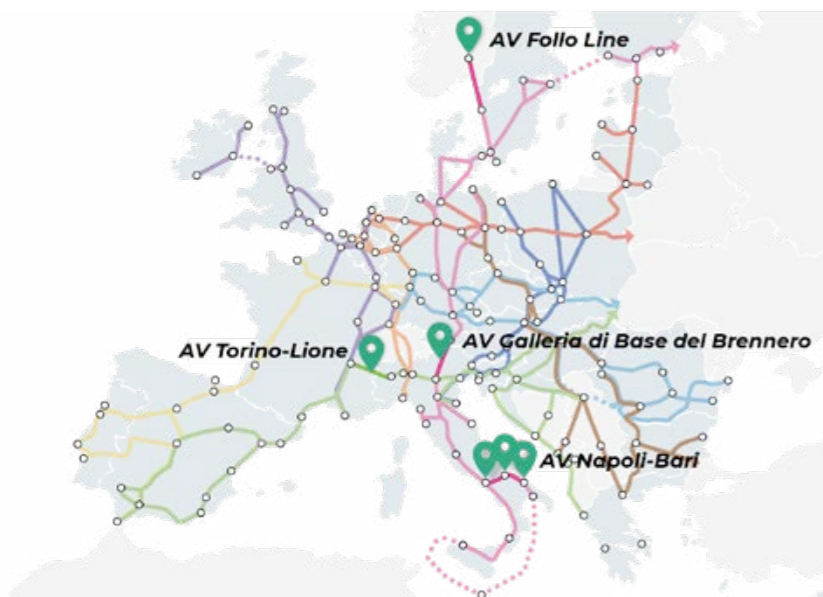 AV Follo Line
AV Torino-Lione
AV Galleria di Base del Brennero
AV Napoli-Bari